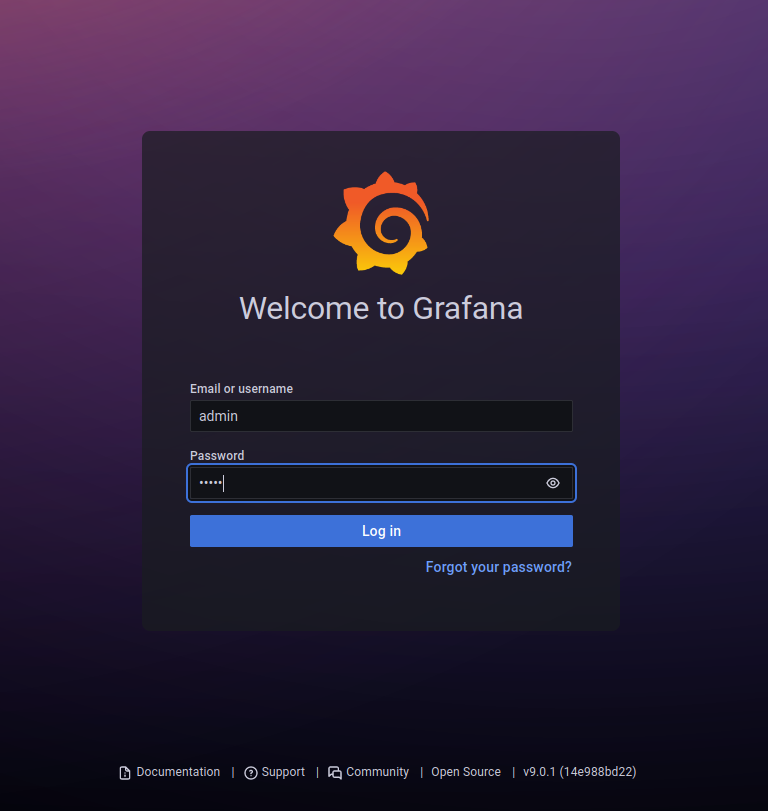 Welcome to Grafana
Email or username
admin
Password
•••••
Log in
Forgot your password?
Documentation | Support | Community | Open Source | v9.0.1 (14e988bd22)